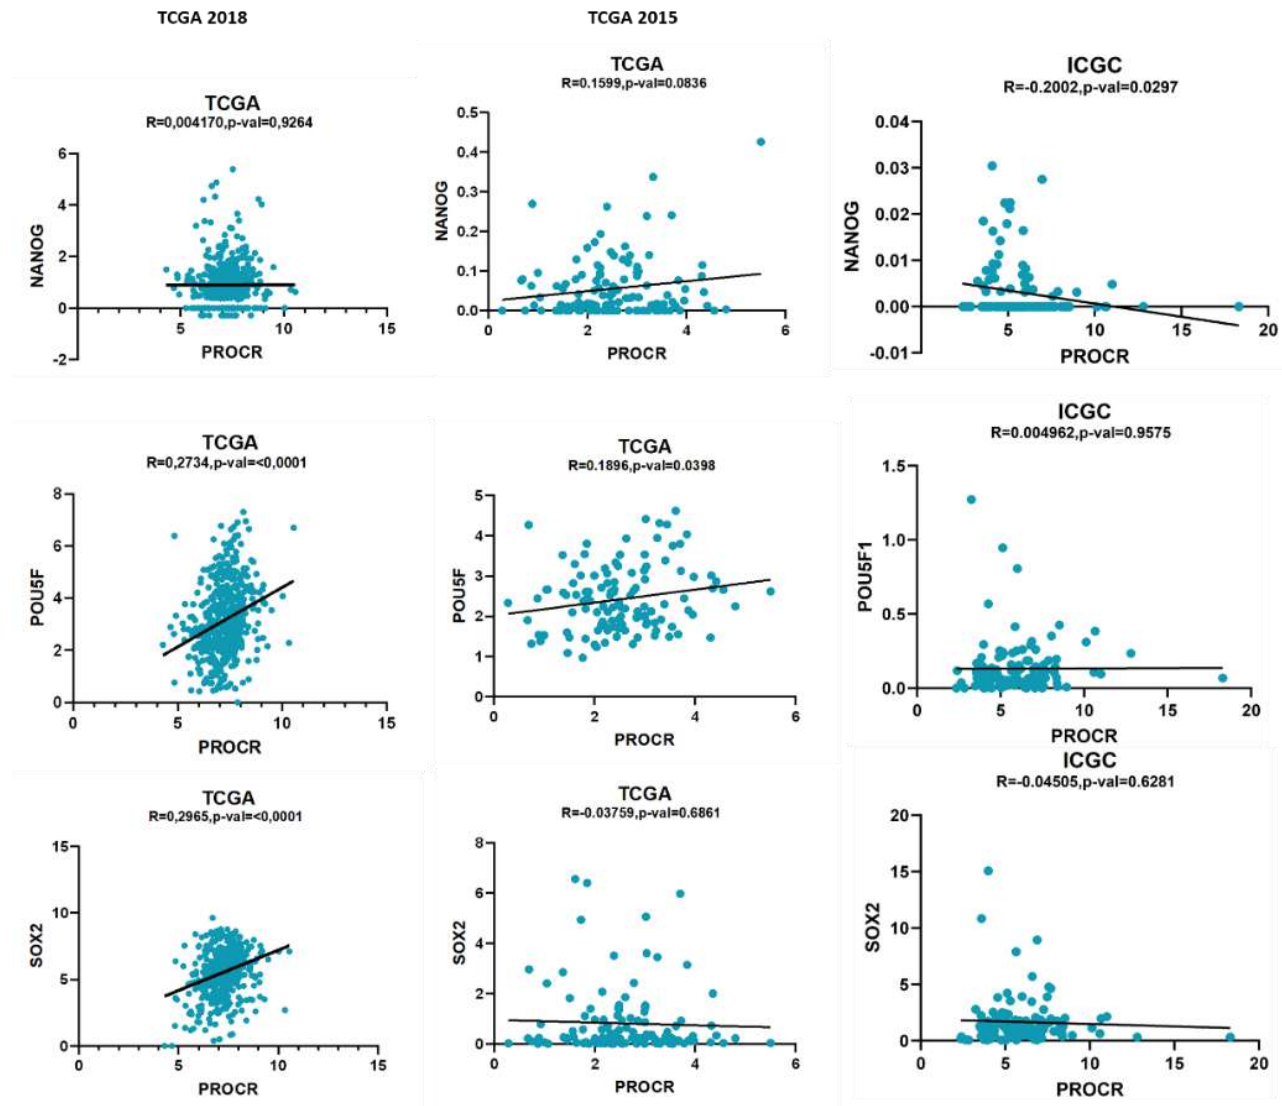 TCGA 2018
TCGA 2015
TCGA
R=0,004170,p-val=0,9264
6
4
2
0
-2
NANOG
5
10
15
PROCR
TCGA
R=0.1599,p-val=0.0836
0.5
0.4
0.3
0.2
0.1
0.0
NANOG
0
2
4
6
PROCR
ICGC
R=-0.2002,p-val=0.0297
0.04
0.03
0.02
0.01
0.00
-0.01
NANOG
5
10
15
20
PROCR
TCGA
R=0,2734,p-val=<0,0001
8
6
4
2
0
POU5F
0
5
10
15
PROCR
TCGA
R=0.1896,p-val=0.0398
5
4
3
2
1
0
POU5F
0
2
4
6
PROCR
ICGC
R=0.004962,p-val=0.9575
1.5
1.0
0.5
0.0
POU5F1
0
5
10
15
20
PROCR
TCGA
R=0,2965,p-val=<0,0001
15
10
5
0
SOX2
0
5
10
15
PROCR
TCGA
R=-0.03759,p-val=0.6861
8
6
4
2
0
SOX2
0
2
4
6
PROCR
ICGC
R=-0.04505,p-val=0.6281
20
15
10
5
0
SOX2
0
5
10
15
20
PROCR